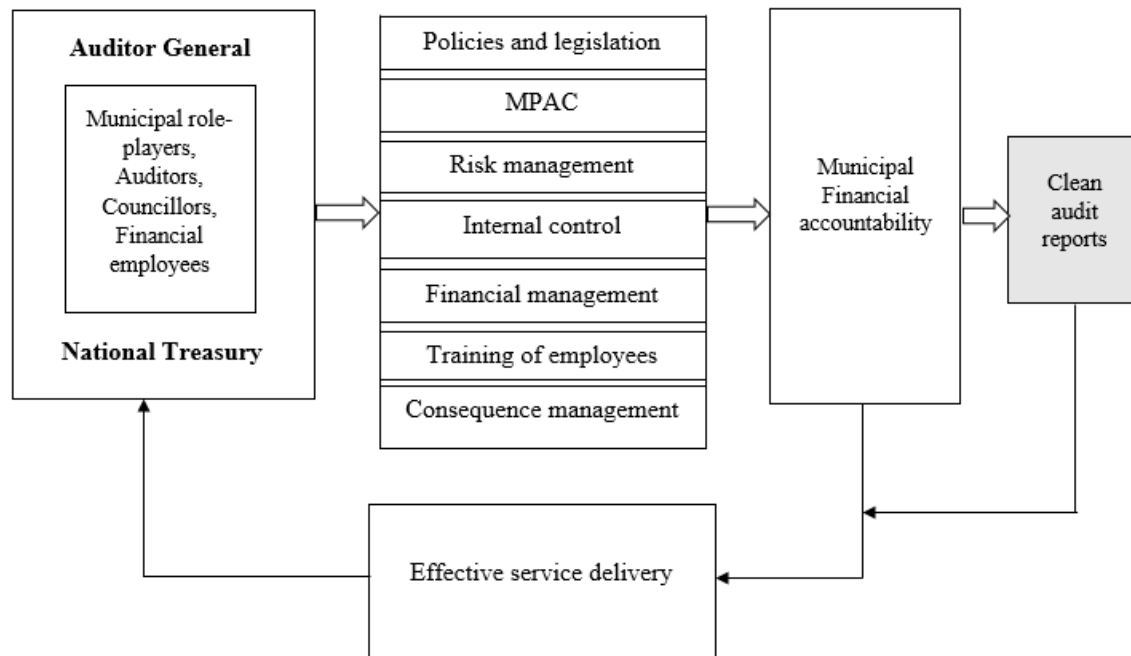 Auditor General
Municipal role-
players,
Auditors,
Councillors,
Financial
employees
National Treasury
Policies and legislation
MPAC
Risk management
Internal control
Financial management
Training of employees
Consequence management
Municipal
Financial
accountability
Clean
audit
reports
Effective service delivery